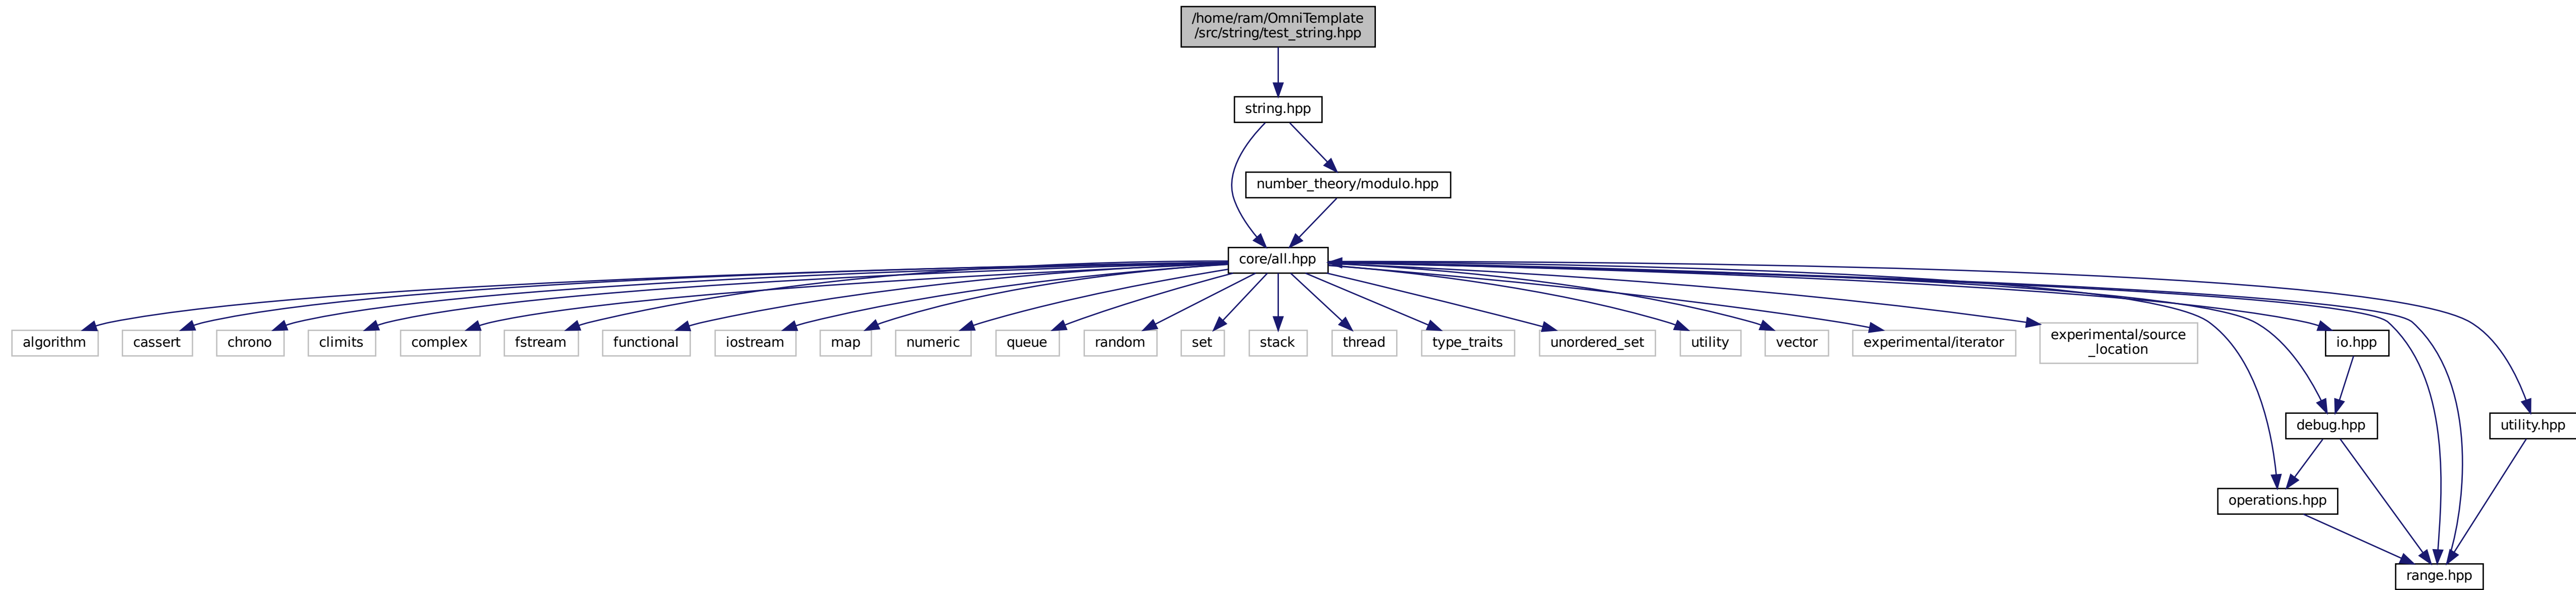 /home/ram/OmniTemplate
/src/string/test_string.hpp
string.hpp
number_theory/modulo.hpp
core/all.hpp
algorithm
cassert
chrono
climits
complex
fstream
functional
iostream
map
numeric
queue
random
set
stack
thread
type_traits
unordered_set
utility
vector
experimental/iterator
experimental/source
_location
io.hpp
debug.hpp
utility.hpp
operations.hpp
range.hpp